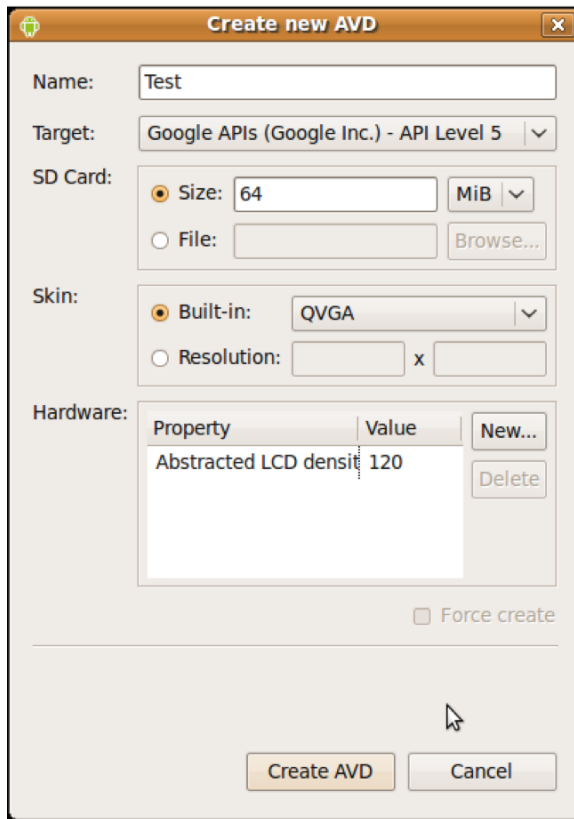 Create new AVD
Name: Test
Target: Google APIs (Google Inc.) - API Level 5
SD Card:
Size: 64 MiB
File: Browse...
Skin:
Built-in: QVGA
Resolution: x
Hardware:
Property Value New...
Abstracted LCD densit 120
Delete
Force create
Create AVD Cancel